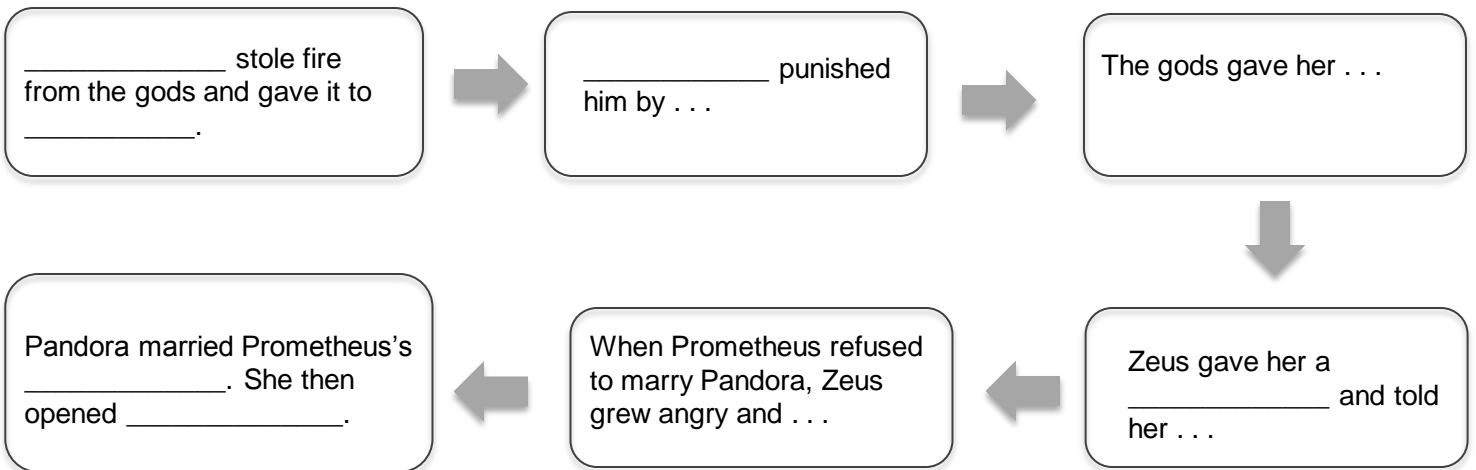 _____________ stole fire
from the gods and gave it to
___________.
____________ punished
him by . . .
The gods gave her . . .
Zeus gave her a
_____________ and told
her . . .
When Prometheus refused
to marry Pandora, Zeus
grew angry and . . .
Pandora married Prometheus’s
_____________. She then
opened ______________.